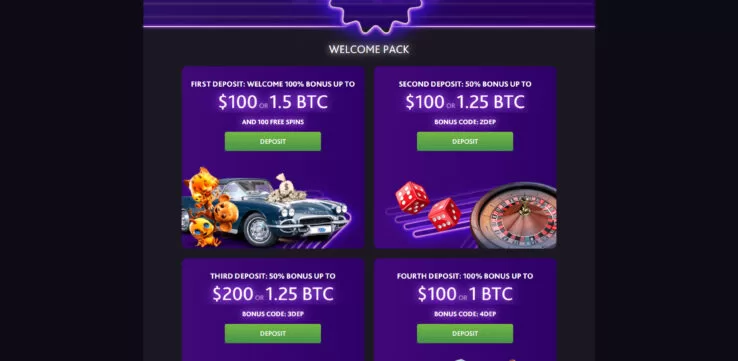 WELCOME PACK
FIRST DEPOSIT: WELCOME 100% BONUS UP TO
$100 OR 1.5 BTC
AND 100 FREE SPINS
DEPOSIT
SECOND DEPOSIT: 50% BONUS UP TO
$100 OR 1.25 BTC
BONUS CODE: 2DEP
DEPOSIT
THIRD DEPOSIT: 50% BONUS UP TO
$200 OR 1.25 BTC
BONUS CODE: 3DEP
DEPOSIT
FOURTH DEPOSIT: 100% BONUS UP TO
$100 OR 1 BTC
BONUS CODE: 4DEP
DEPOSIT